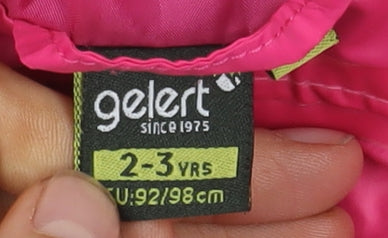 gelert
since 1975
2-3 YRS
EU:92/98cm